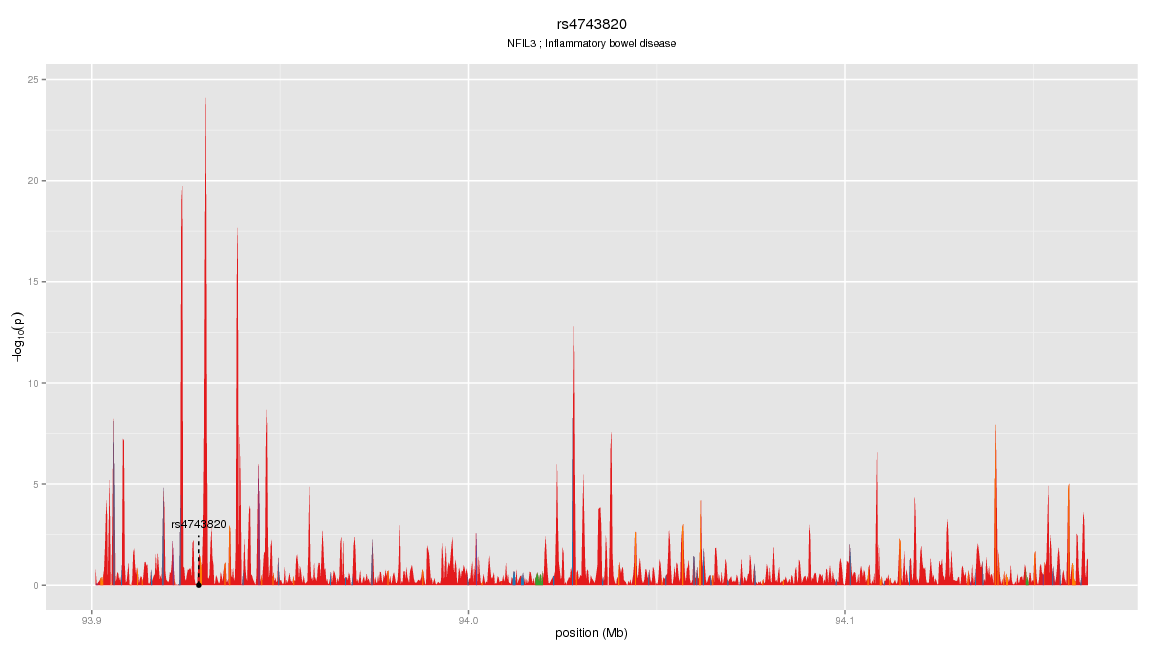 rs4743820
NFIL3 ; Inflammatory bowel disease
25
20
15
10
5
0
−log10(p)
rs4743820
93.9
94.0
94.1
position (Mb)